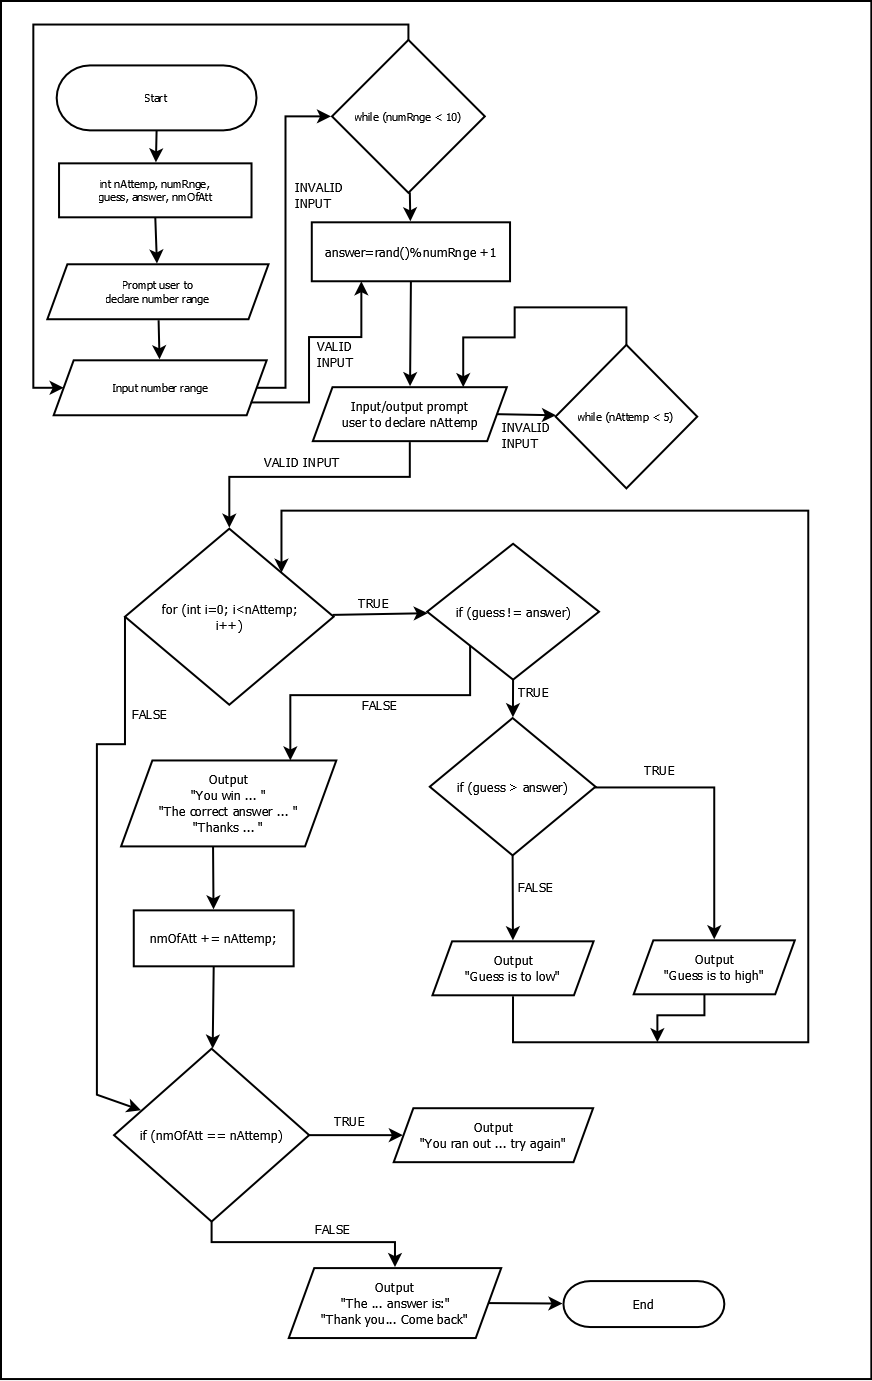 Start
while (numRnge < 10)
int nAttemp, numRnge,
guess, answer, nmOfAtt
INVALID
INPUT
answer=rand()%numRnge +1
Prompt user to
declare number range
VALID
INPUT
Input number range
Input/output prompt
user to declare nAttemp
INVALID
INPUT
while (nAttemp < 5)
VALID INPUT
for (int i=0; i<nAttemp;
i++)
TRUE
if (guess != answer)
FALSE
FALSE
TRUE
Output
"You win ... "
"The correct answer ... "
"Thanks ... "
if (guess > answer)
TRUE
FALSE
nmOfAtt += nAttemp;
Output
"Guess is to low"
Output
"Guess is to high"
if (nmOfAtt == nAttemp)
TRUE
Output
"You ran out ... try again"
FALSE
Output
"The ... answer is:"
"Thank you... Come back"
End